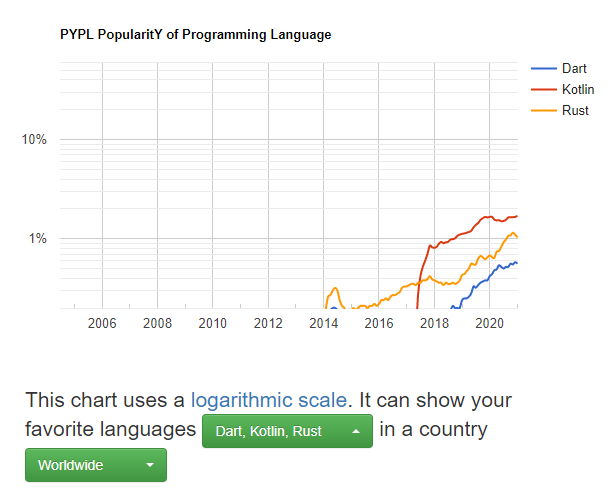 PYPL PopularitY of Programming Language
Dart
Kotlin
Rust
10%
1%
2006 2008 2010 2012 2014 2016 2018 2020
This chart uses a logarithmic scale. It can show your
favorite languages Dart, Kotlin, Rust in a country
Worldwide